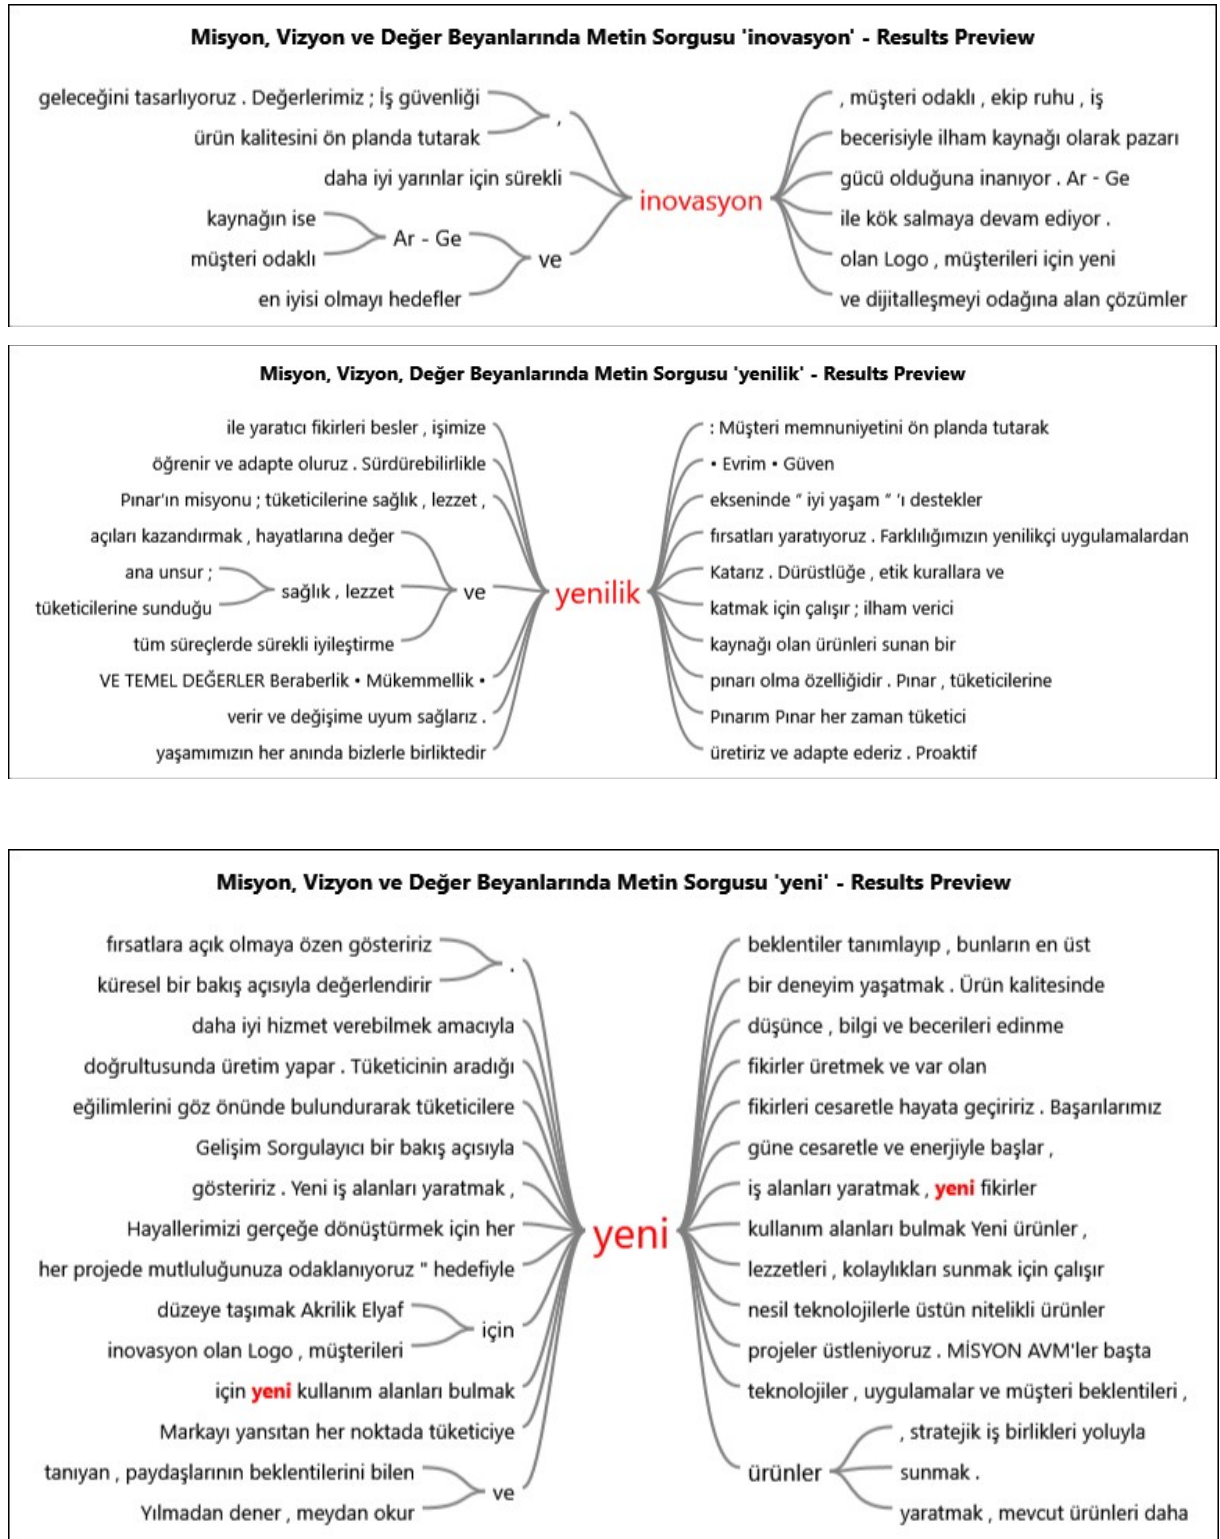 Misyon, Vizyon ve Değer Beyanlarında Metin Sorgusu 'inovasyon' - Results Preview
geleceğini tasarlıyoruz . Değerlerimiz ; İş güvenliği
ürün kalitesini ön planda tutarak
,
daha iyi yarınlar için sürekli
kaynağın ise
müşteri odaklı
Ar - Ge
en iyisi olmayı hedefler
ve
inovasyon
, müşteri odaklı , ekip ruhu , iş
becerisiyle ilham kaynağı olarak pazarı
gücü olduğuna inanıyor . Ar - Ge
ile kök salmaya devam ediyor .
olan Logo , müşterileri için yeni
ve dijitalleşmeyi odağına alan çözümler
Misyon, Vizyon, Değer Beyanlarında Metin Sorgusu 'yenilik' - Results Preview
ile yaratıcı fikirleri besler , işimize
öğrenir ve adapte oluruz . Sürdürebilirlikle
Pınar'ın misyonu ; tüketicilerine sağlık , lezzet ,
açıları kazandırmak , hayatlarına değer
ana unsur ;
tüketicilerine sunduğu
sağlık , lezzet
tüm süreçlerde sürekli iyileştirme
ve
VE TEMEL DEĞERLER Beraberlik • Mükemmellik •
verir ve değişime uyum sağlarız .
yaşamımızın her anında bizlerle birliktedir
yenilik
: Müşteri memnuniyetini ön planda tutarak
• Evrim • Güven
ekseninde " iyi yaşam " 'ı destekler
fırsatları yaratıyoruz . Farklılığımızın yenilikçi uygulamalardan
Katarız . Dürüstlüğe , etik kurallara ve
katmak için çalışır ; ilham verici
kaynağı olan ürünleri sunan bir
pınarı olma özelliğidir . Pınar , tüketicilerine
Pınarım Pınar her zaman tüketici
üretiriz ve adapte ederiz . Proaktif
Misyon, Vizyon ve Değer Beyanlarında Metin Sorgusu 'yeni' - Results Preview
fırsatlara açık olmaya özen gösteririz
küresel bir bakış açısıyla değerlendirir
.
daha iyi hizmet verebilmek amacıyla
doğrultusunda üretim yapar . Tüketicinin aradığı
eğilimlerini göz önünde bulundurarak tüketicilere
Gelişim Sorgulayıcı bir bakış açısıyla
gösteririz . Yeni iş alanları yaratmak ,
Hayallerimizi gerçeğe dönüştürmek için her
her projede mutluluğunuza odaklanıyoruz " hedefiyle
düzeye taşımak Akrilik Elyaf
inovasyon olan Logo , müşterileri
için
için yeni kullanım alanları bulmak
Markayı yansıtan her noktada tüketiciye
tanıyan , paydaşlarının beklentilerini bilen
Yılmadan dener , meydan okur
ve
yeni
beklentiler tanımlayıp , bunların en üst
bir deneyim yaşatmak . Ürün kalitesinde
düşünce , bilgi ve becerileri edinme
fikirler üretmek ve var olan
fikirleri cesaretle hayata geçiririz . Başarılarımız
güne cesaretle ve enerjiyle başlar ,
iş alanları yaratmak , yeni fikirler
kullanım alanları bulmak Yeni ürünler ,
lezzetleri , kolaylıkları sunmak için çalışır
nesil teknolojilerle üstün nitelikli ürünler
projeler üstleniyoruz . MİSYON AVM'ler başta
teknolojiler , uygulamalar ve müşteri beklentileri ,
ürünler
, stratejik iş birlikleri yoluyla
sunmak .
yaratmak , mevcut ürünleri daha